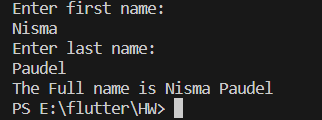 Enter first name:
Nisma
Enter last name:
Paudel
The Full name is Nisma Paudel
PS E:\flutter\HW>